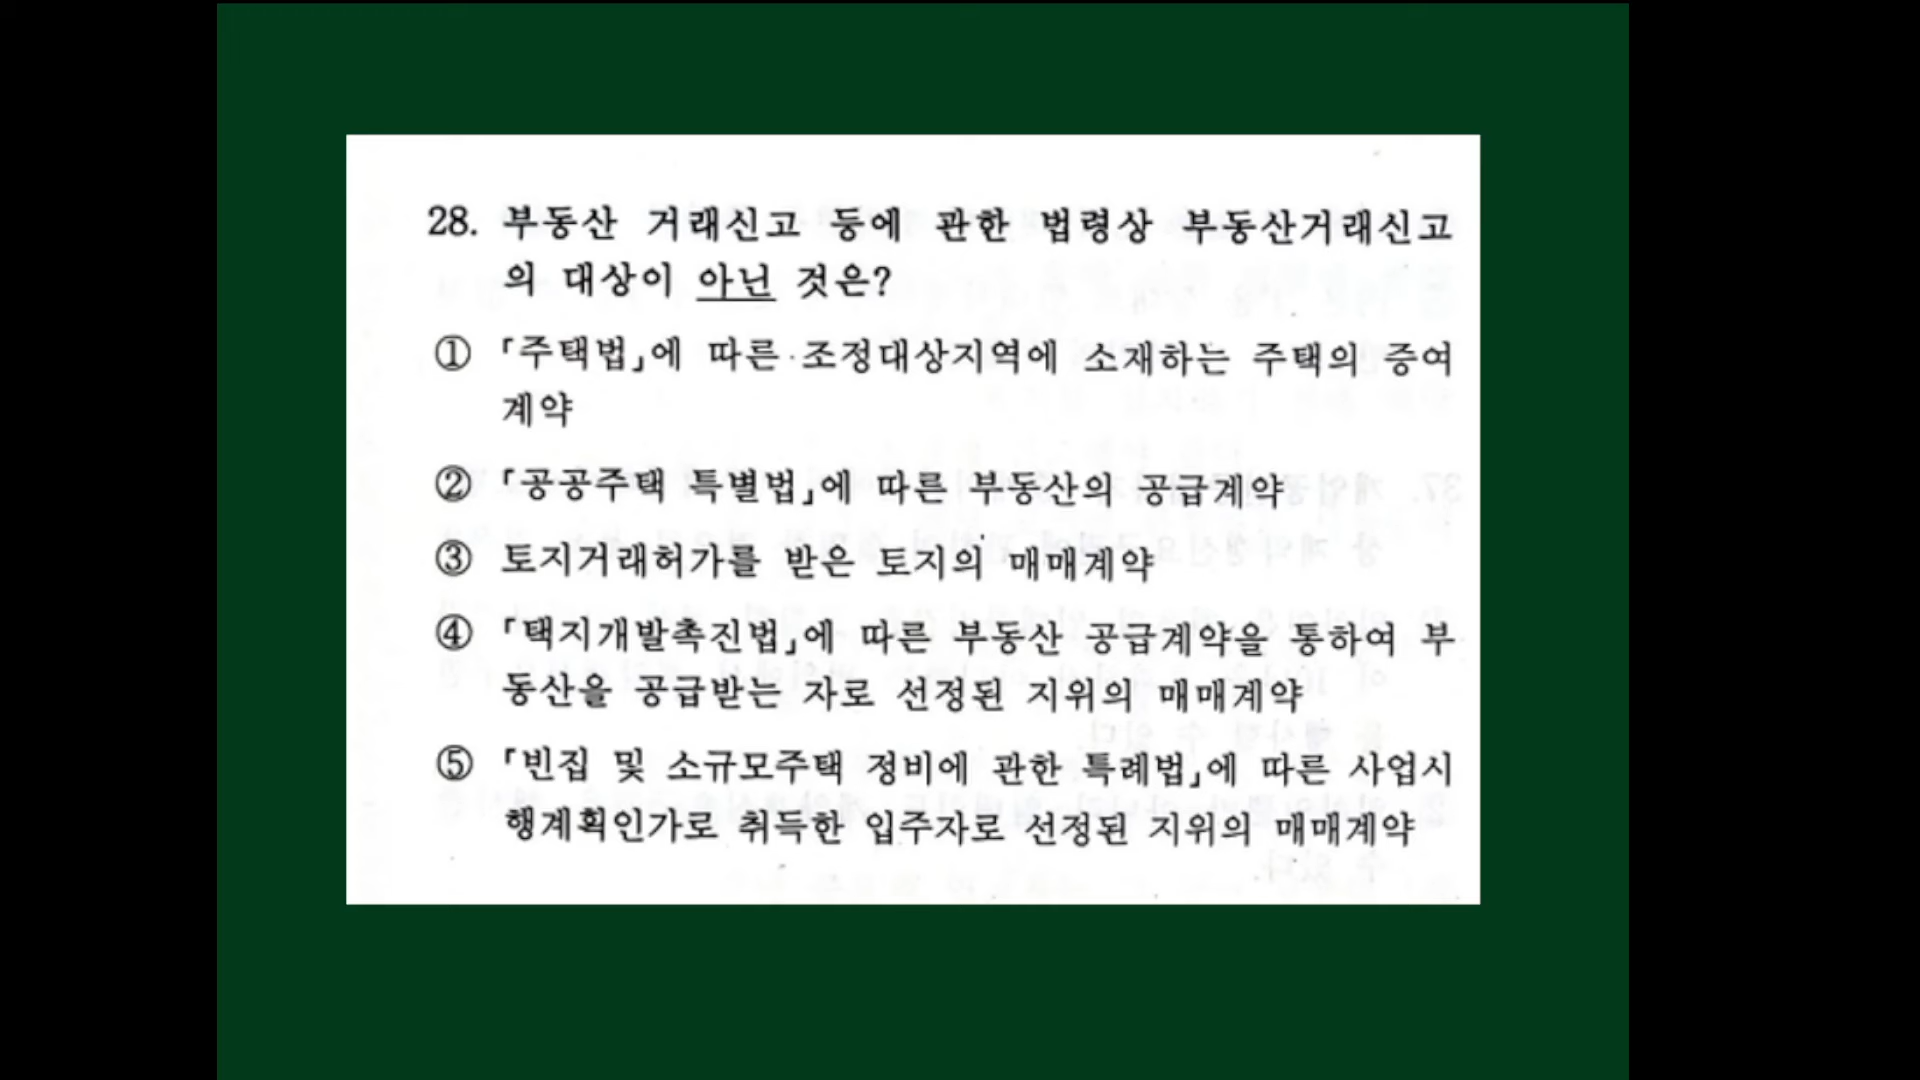 28. 부동산 거래신고 등에 관한 법령상 부동산거래신고
의 대상이 아닌 것은?
① 「주택법」에 따른 조정대상지역에 소재하는 주택의 증여
계약
② 「공공주택 특별법」에 따른 부동산의 공급계약
③ 토지거래허가를 받은 토지의 매매계약
④ 「택지개발촉진법」에 따른 부동산 공급계약을 통하여 부
동산을 공급받는 자로 선정된 지위의 매매계약
⑤ 「빈집 및 소규모주택 정비에 관한 특례법」에 따른 사업시
행계획인가로 취득한 입주자로 선정된 지위의 매매계약